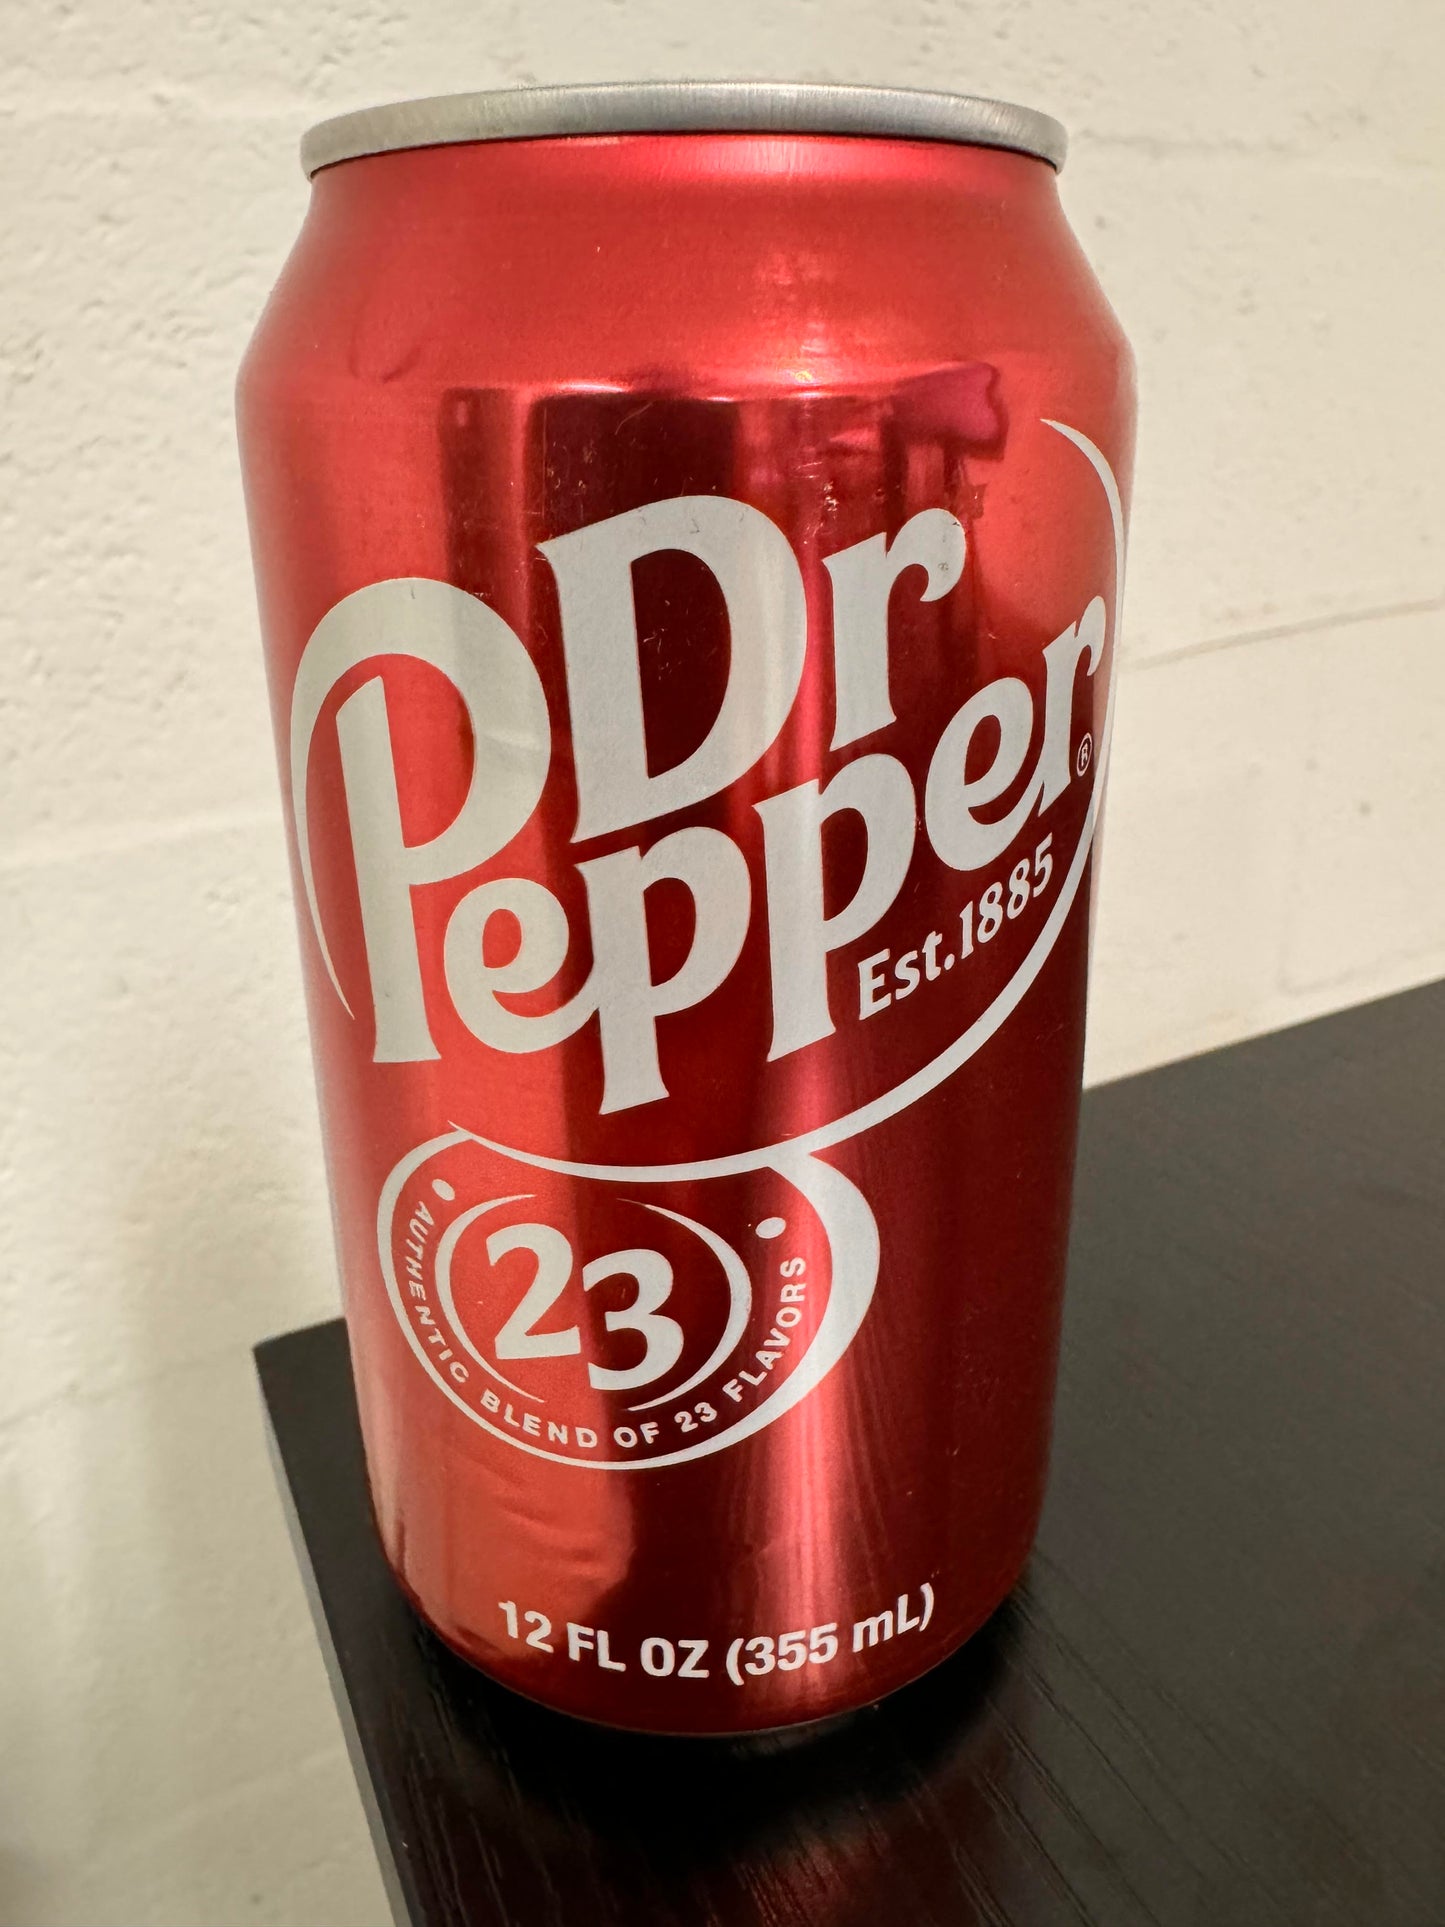 Dr
Pepper®
Est.1885
23
AUTHENTIC BLEND OF 23 FLAVORS
12 FL OZ (355 mL)